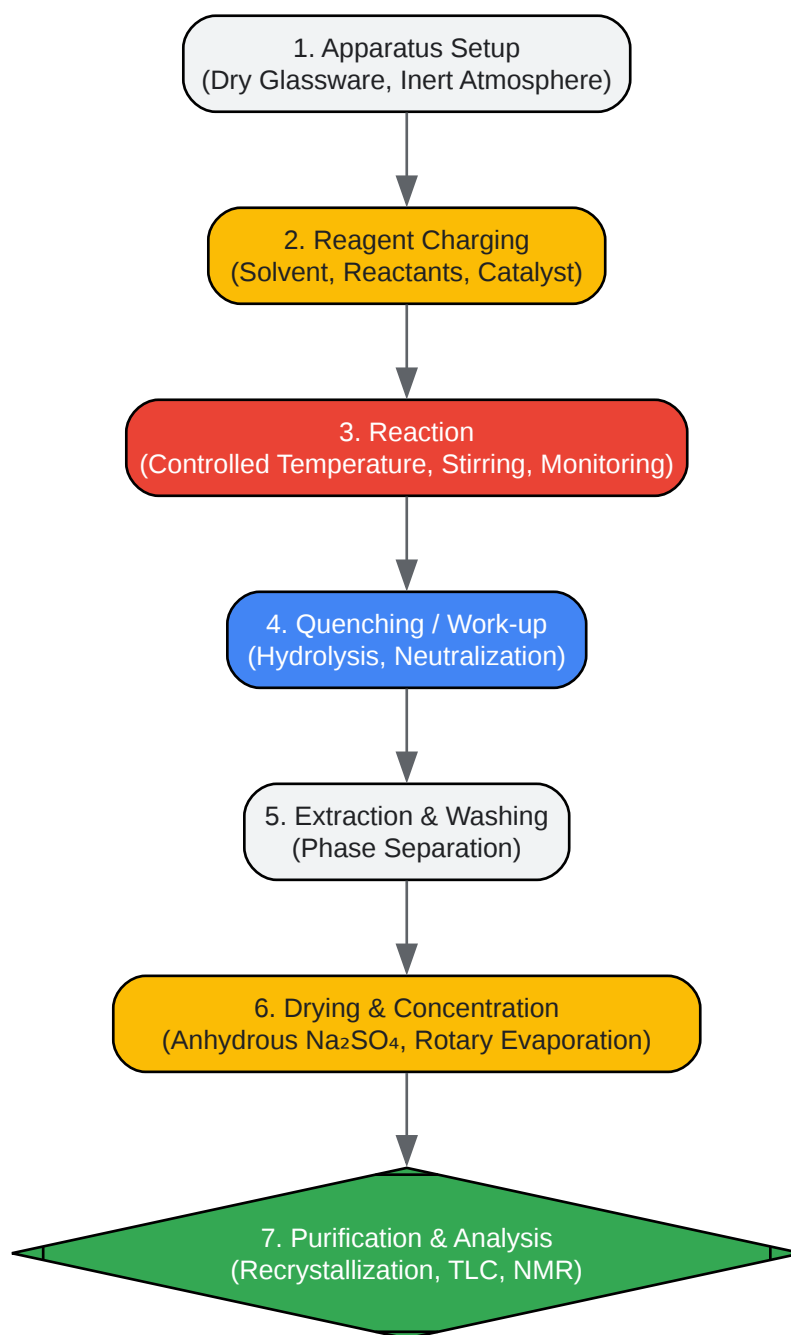 1. Apparatus Setup
(Dry Glassware, Inert Atmosphere)
2. Reagent Charging
(Solvent, Reactants, Catalyst)
3. Reaction
(Controlled Temperature, Stirring, Monitoring)
4. Quenching / Work-up
(Hydrolysis, Neutralization)
5. Extraction & Washing
(Phase Separation)
6. Drying & Concentration
(Anhydrous Na₂SO₄, Rotary Evaporation)
7. Purification & Analysis
(Recrystallization, TLC, NMR)